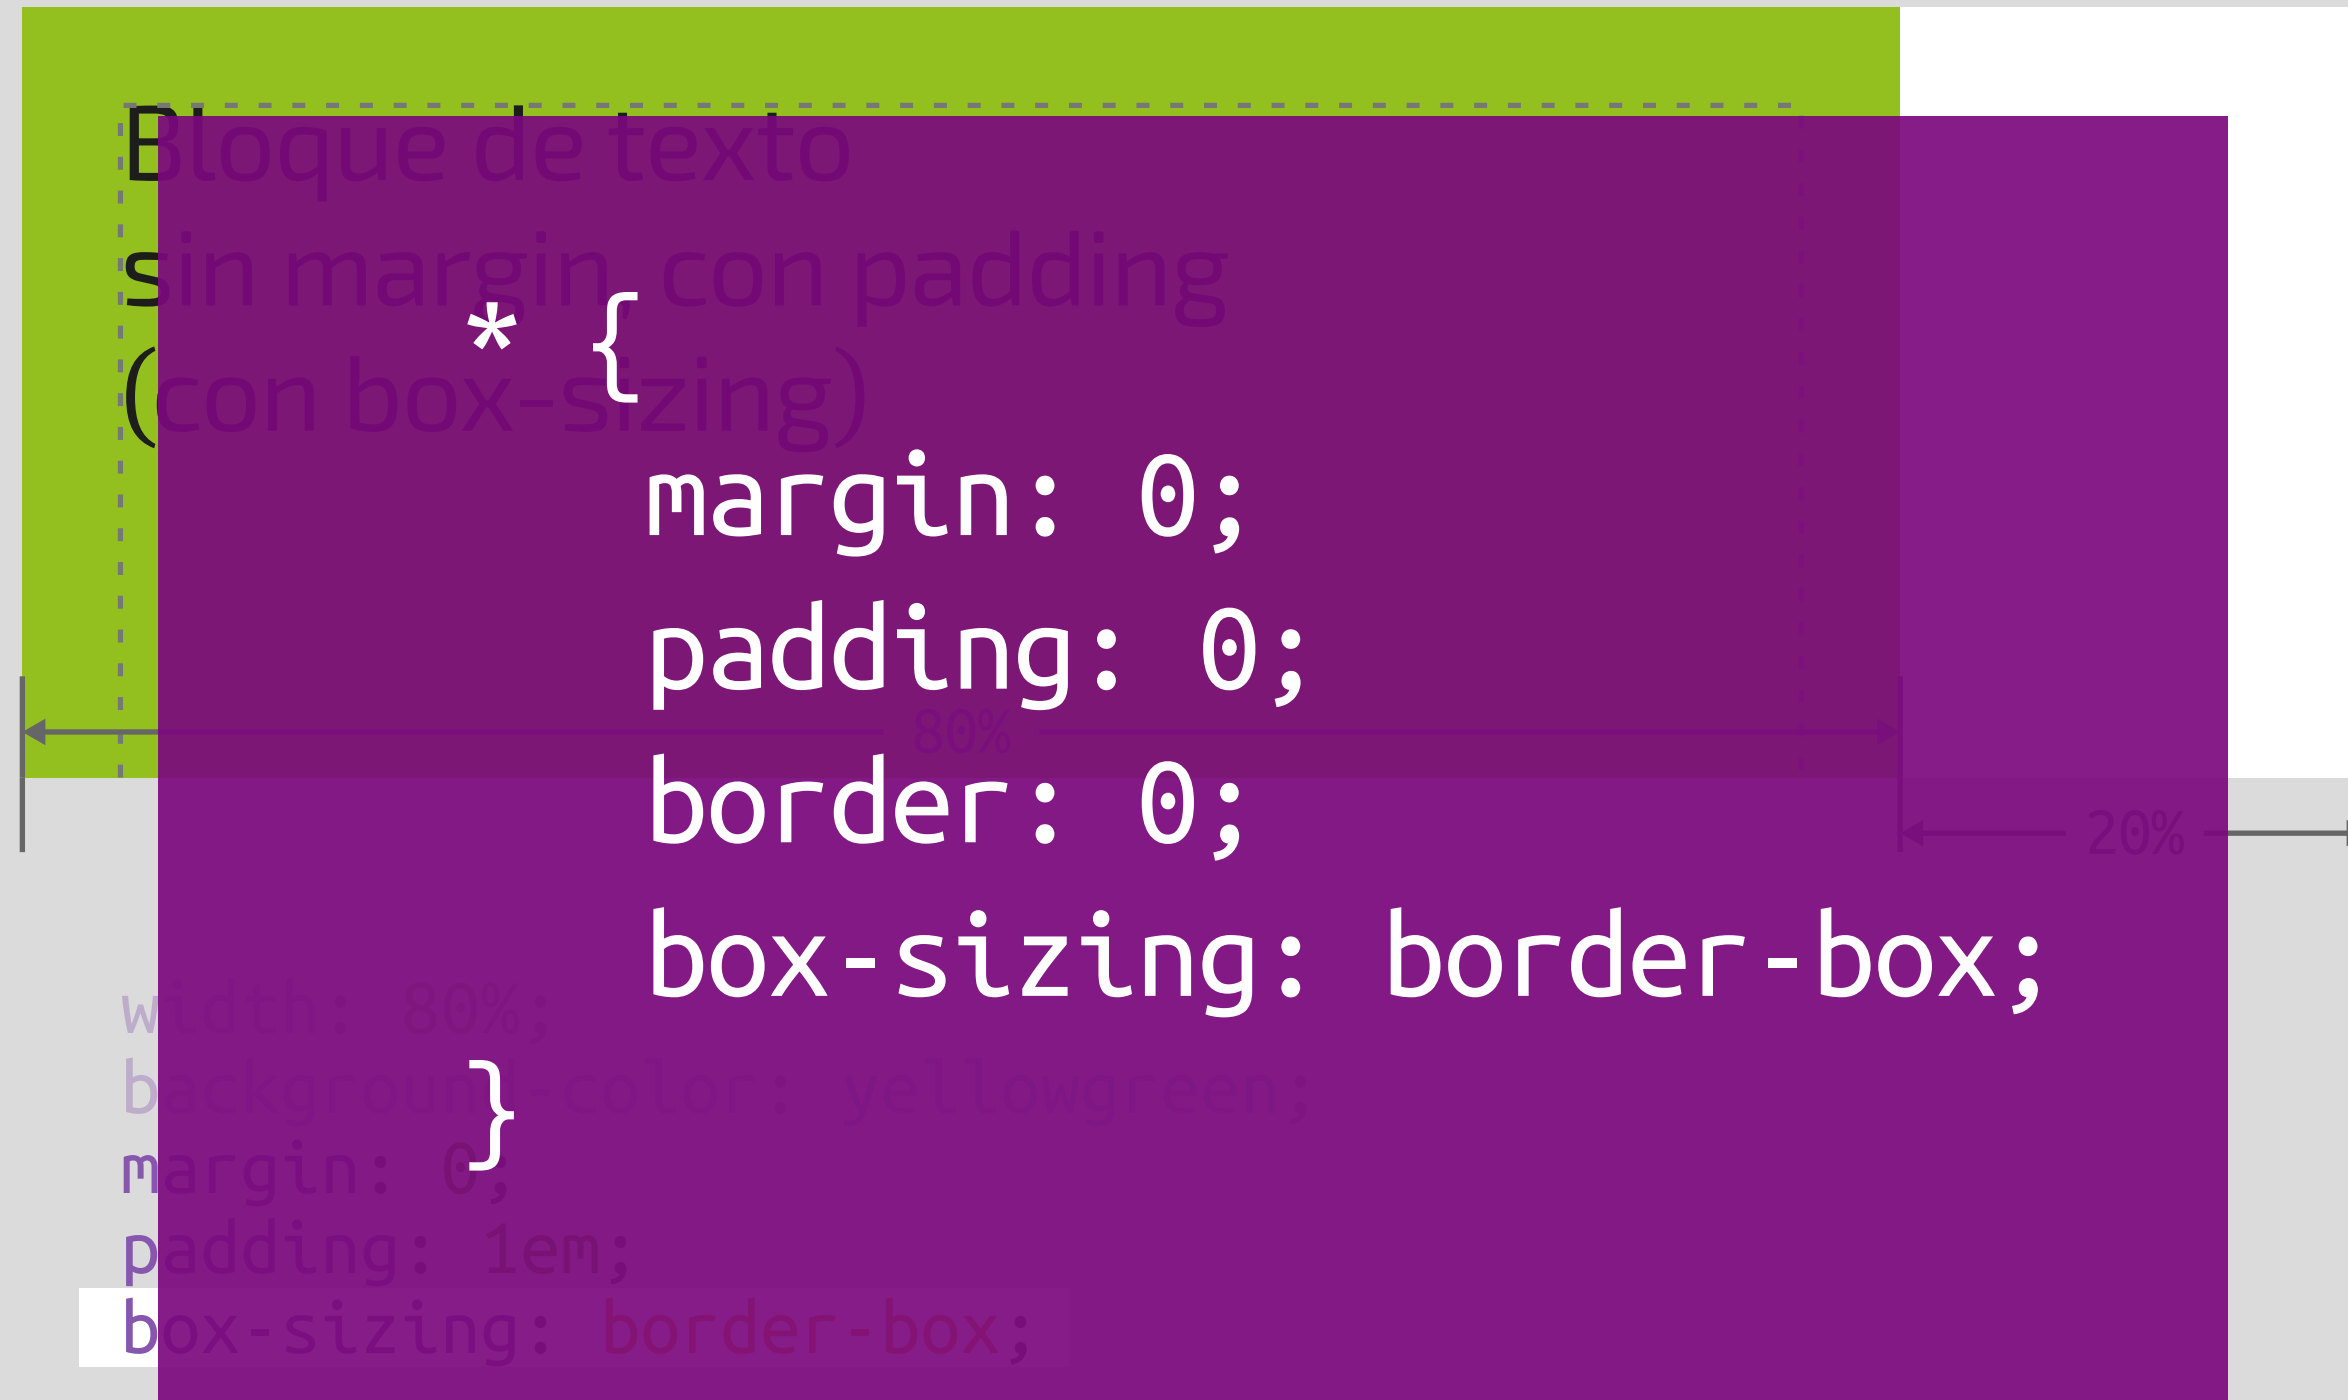 Bloque de texto
sin margin, con padding
(con box-sizing)
* {
margin: 0;
padding: 0;
border: 0;
box-sizing: border-box;
}
80%
20%
width: 80%;
background-color: yellowgreen;
margin: 0;
padding: 1em;
box-sizing: border-box;